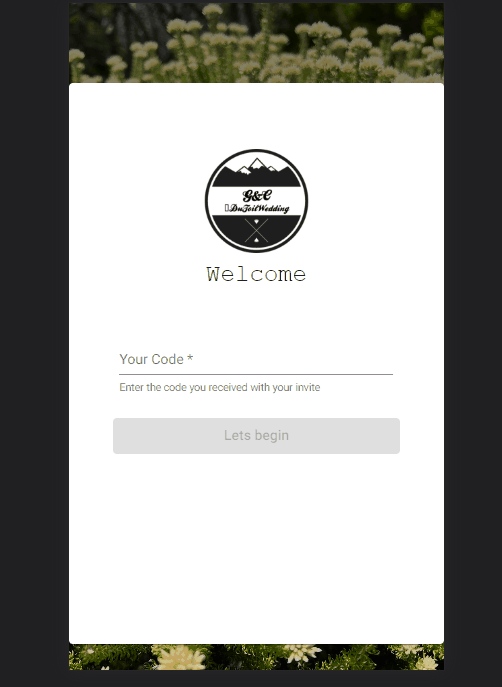 G&C
DuToitWedding
Welcome
Your Code *
Enter the code you received with your invite
Lets begin